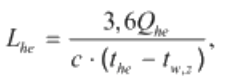 L_he = 3,6Q_he / c · (t_he − t_w,z) ,